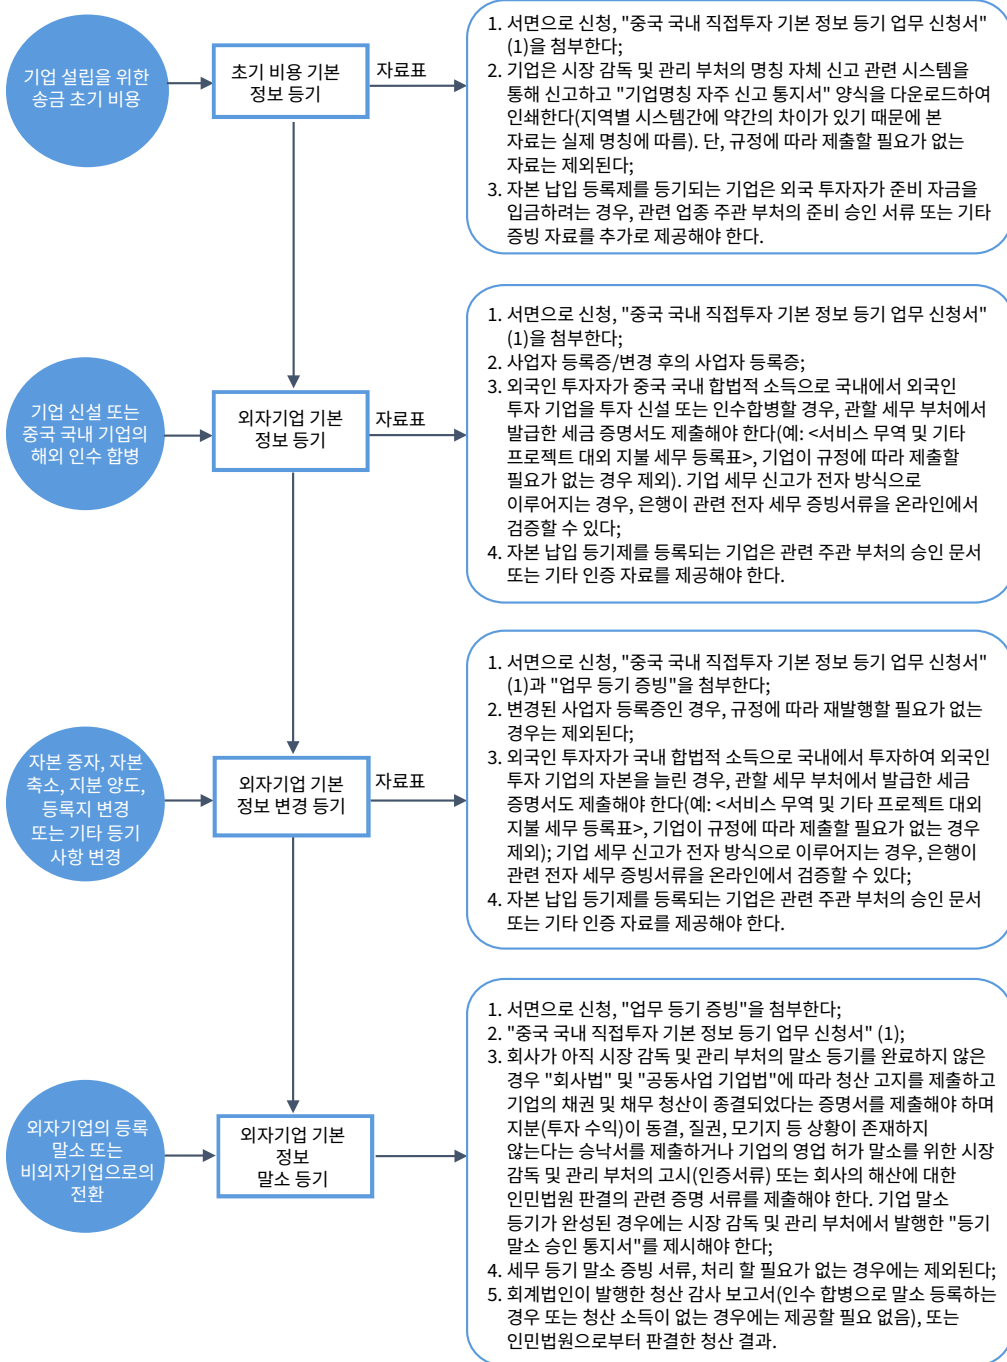 기업 설립을 위한
송금 초기 비용
초기 비용 기본
정보 등기
자료표
1. 서면으로 신청, "중국 국내 직접투자 기본 정보 등기 업무 신청서"
(1)을 첨부한다;
2. 기업은 시장 감독 및 관리 부처의 명칭 자체 신고 관련 시스템을
통해 신고하고 "기업명칭 자주 신고 통지서" 양식을 다운로드하여
인쇄한다(지역별 시스템간에 약간의 차이가 있기 때문에 본
자료는 실제 명칭에 따름). 단, 규정에 따라 제출할 필요가 없는
자료는 제외된다;
3. 자본 납입 등록제를 등기되는 기업은 외국 투자자가 준비 자금을
입금하려는 경우, 관련 업종 주관 부처의 준비 승인 서류 또는 기타
증빙 자료를 추가로 제공해야 한다.
기업 신설 또는
중국 국내 기업의
해외 인수 합병
외자기업 기본
정보 등기
자료표
1. 서면으로 신청, "중국 국내 직접투자 기본 정보 등기 업무 신청서"
(1)을 첨부한다;
2. 사업자 등록증/변경 후의 사업자 등록증;
3. 외국인 투자자가 중국 국내 합법적 소득으로 국내에서 외국인
투자 기업을 투자 신설 또는 인수합병할 경우, 관할 세무 부처에서
발급한 세금 증명서도 제출해야 한다(예: <서비스 무역 및 기타
프로젝트 대외 지불 세무 등록표>, 기업이 규정에 따라 제출할
필요가 없는 경우 제외). 기업 세무 신고가 전자 방식으로
이루어지는 경우, 은행이 관련 전자 세무 증빙서류을 온라인에서
검증할 수 있다;
4. 자본 납입 등기제를 등록되는 기업은 관련 주관 부처의 승인 문서
또는 기타 인증 자료를 제공해야 한다.
자본 증자, 자본
축소, 지분 양도,
등록지 변경
또는 기타 등기
사항 변경
외자기업 기본
정보 변경 등기
자료표
1. 서면으로 신청, "중국 국내 직접투자 기본 정보 등기 업무 신청서"
(1)과 "업무 등기 증빙"을 첨부한다;
2. 변경된 사업자 등록증인 경우, 규정에 따라 재발행할 필요가 없는
경우는 제외된다;
3. 외국인 투자자가 국내 합법적 소득으로 국내에서 투자하여 외국인
투자 기업의 자본을 늘린 경우, 관할 세무 부처에서 발급한 세금
증명서도 제출해야 한다(예: <서비스 무역 및 기타 프로젝트 대외
지불 세무 등록표>, 기업이 규정에 따라 제출할 필요가 없는 경우
제외); 기업 세무 신고가 전자 방식으로 이루어지는 경우, 은행이
관련 전자 세무 증빙서류을 온라인에서 검증할 수 있다;
4. 자본 납입 등기제를 등록되는 기업은 관련 주관 부처의 승인 문서
또는 기타 인증 자료를 제공해야 한다.
외자기업의 등록
말소 또는
비외자기업으로의
전환
외자기업 기본
정보
말소 등기
1. 서면으로 신청, "업무 등기 증빙"을 첨부한다;
2. "중국 국내 직접투자 기본 정보 등기 업무 신청서" (1);
3. 회사가 아직 시장 감독 및 관리 부처의 말소 등기를 완료하지 않은
경우 "회사법" 및 "공동사업 기업법"에 따라 청산 고지를 제출하고
기업의 채권 및 채무 청산이 종결되었다는 증명서를 제출해야 하며
지분(투자 수익)이 동결, 질권, 모기지 등 상황이 존재하지
않는다는 승낙서를 제출하거나 기업의 영업 허가 말소를 위한 시장
감독 및 관리 부처의 고시(인증서류) 또는 회사의 해산에 대한
인민법원 판결의 관련 증명 서류를 제출해야 한다. 기업 말소
등기가 완성된 경우에는 시장 감독 및 관리 부처에서 발행한 "등기
말소 승인 통지서"를 제시해야 한다;
4. 세무 등기 말소 증빙 서류, 처리 할 필요가 없는 경우에는 제외된다;
5. 회계법인이 발행한 청산 감사 보고서(인수 합병으로 말소 등록하는
경우 또는 청산 소득이 없는 경우에는 제공할 필요 없음), 또는
인민법원으로부터 판결한 청산 결과.